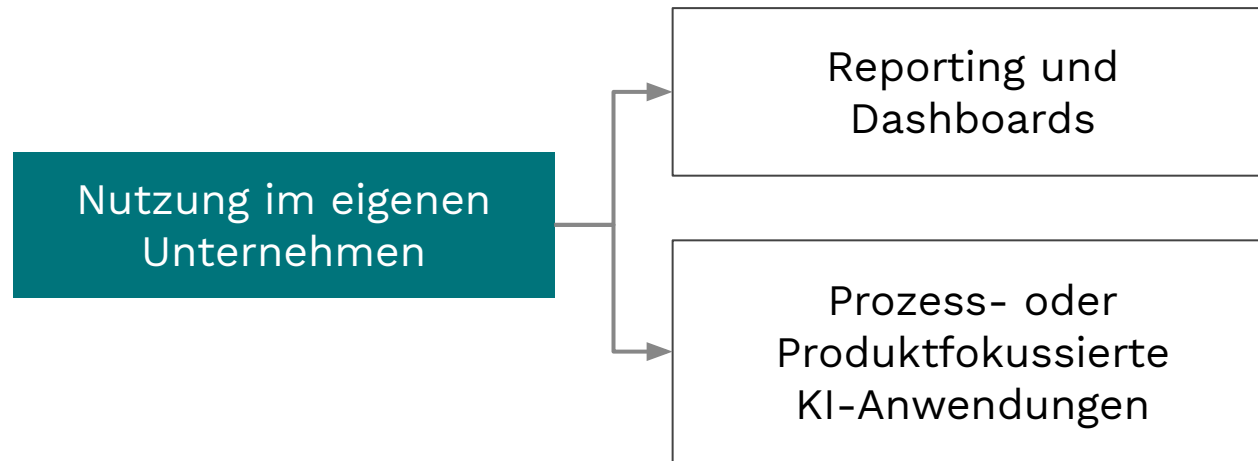 Reporting und
Dashboards
Nutzung im eigenen
Unternehmen
Prozess- oder
Produktfokussierte
KI-Anwendungen